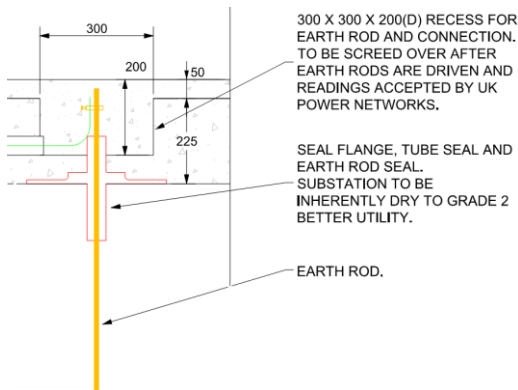 300 X 300 X 200(D) RECESS FOR
EARTH ROD AND CONNECTION.
TO BE SCREED OVER AFTER
EARTH RODS ARE DRIVEN AND
READINGS ACCEPTED BY UK
POWER NETWORKS.
300
200
50
225
SEAL FLANGE, TUBE SEAL AND
EARTH ROD SEAL.
SUBSTATION TO BE
INHERENTLY DRY TO GRADE 2
BETTER UTILITY.
EARTH ROD.